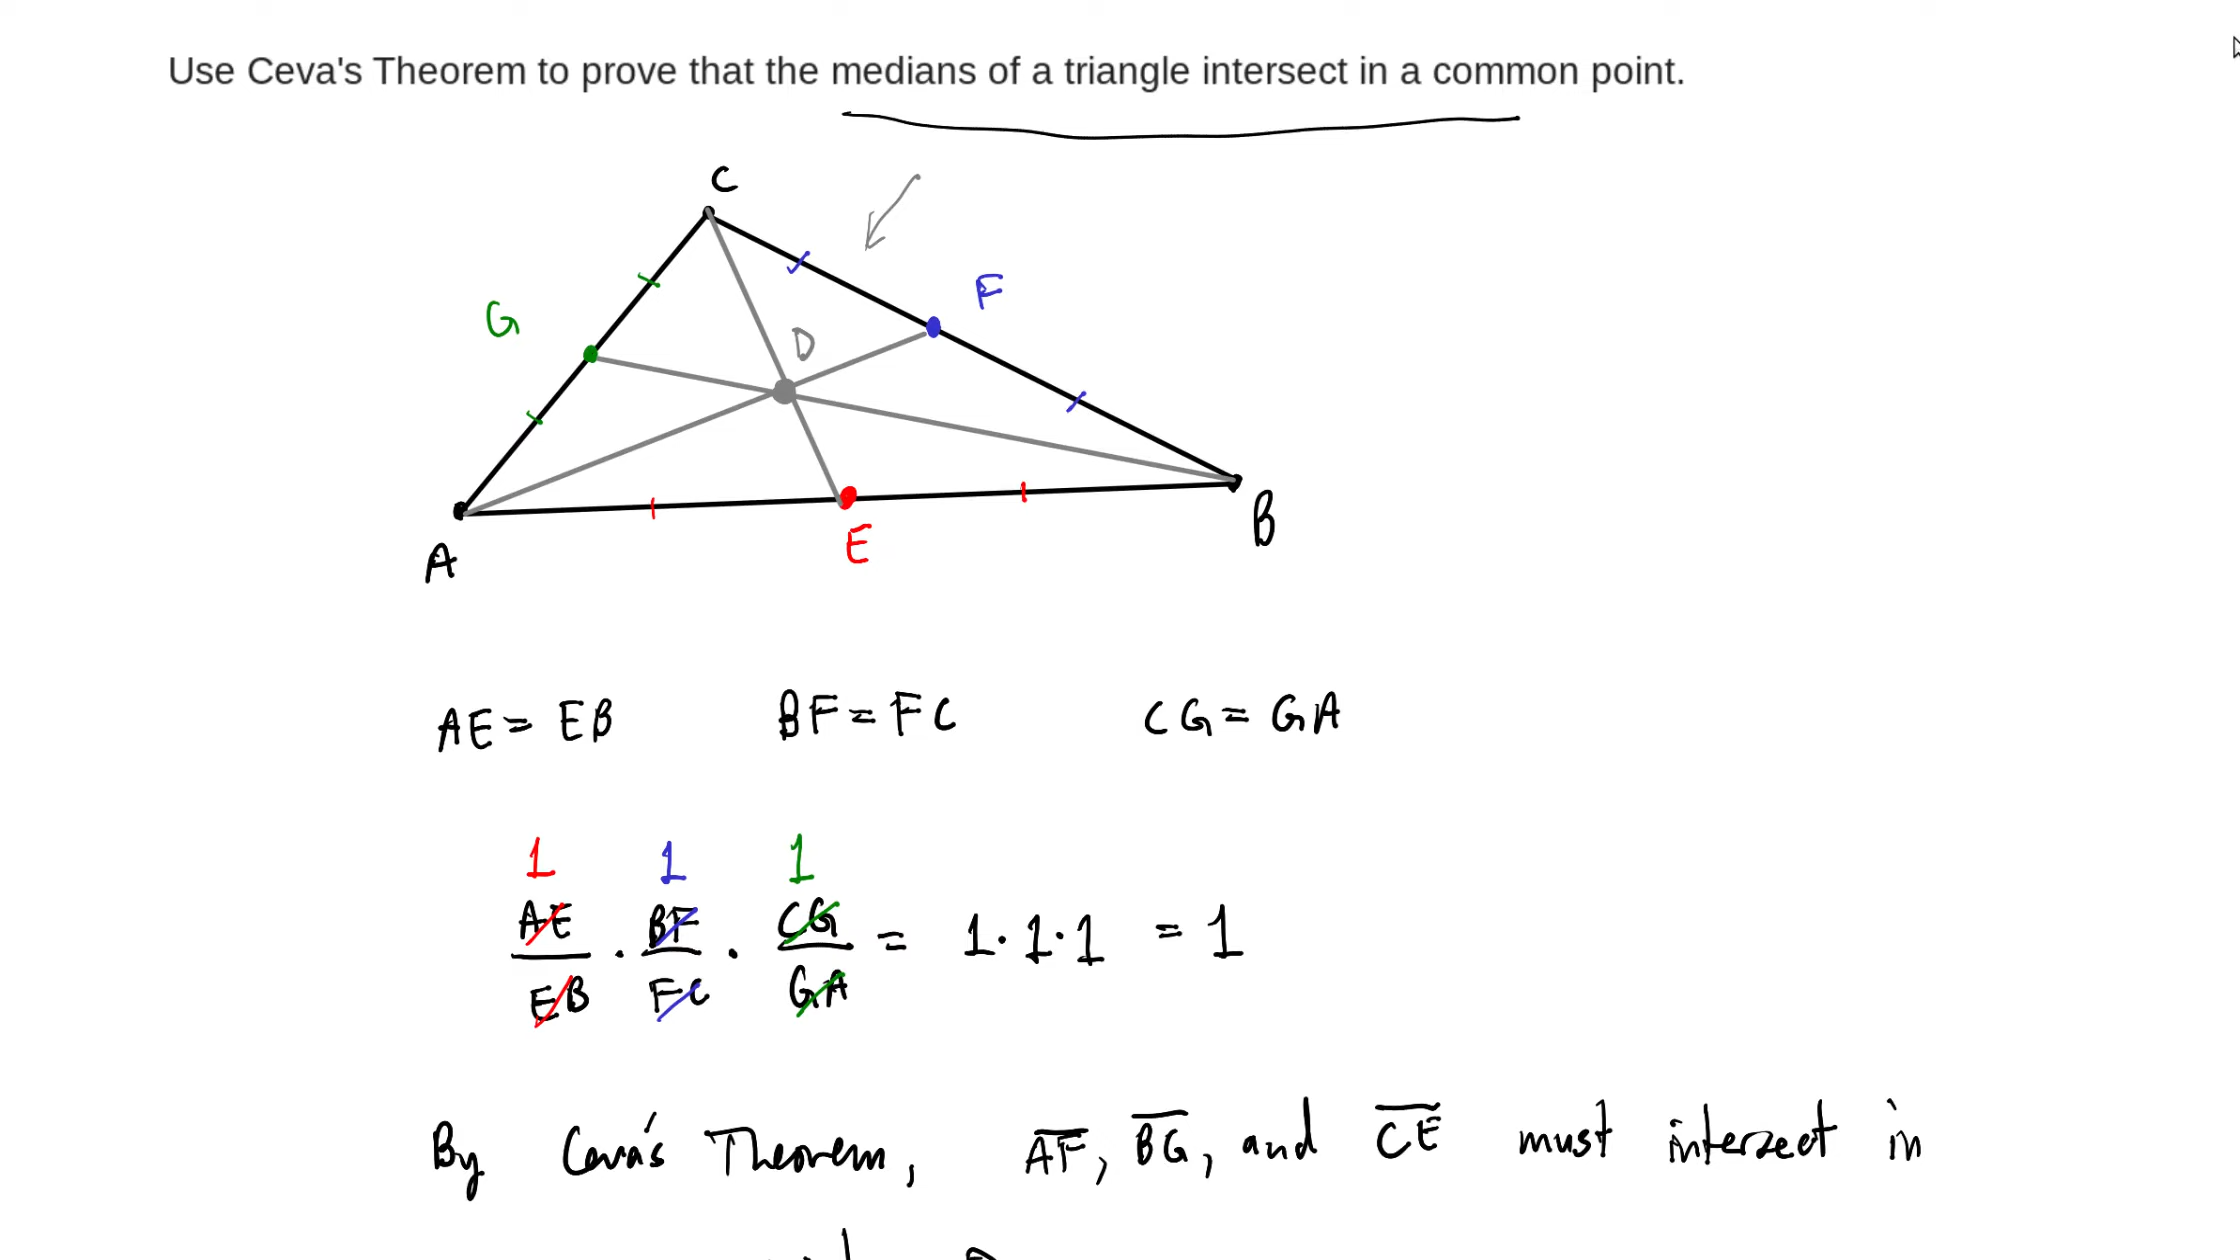 Use Ceva's Theorem to prove that the medians of a triangle intersect in a common point.
C
F
G
D
E
B
A
AE = EB BF = FC CG = GA
1 1 1
AE/EB · BF/FC · CG/GA = 1·1·1 = 1
By Ceva's Theorem, AF, BG, and CE must intersect in